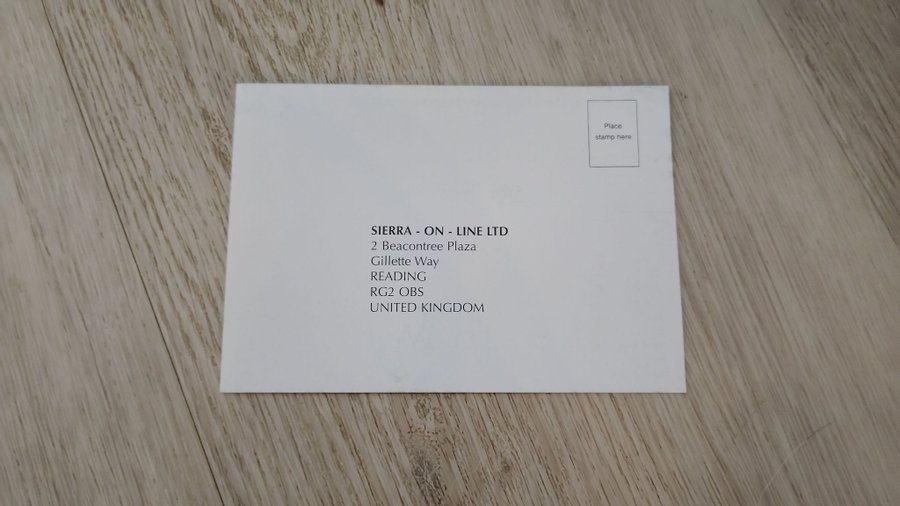 Place
stamp here
SIERRA - ON - LINE LTD
2 Beacontree Plaza
Gillette Way
READING
RG2 OBS
UNITED KINGDOM